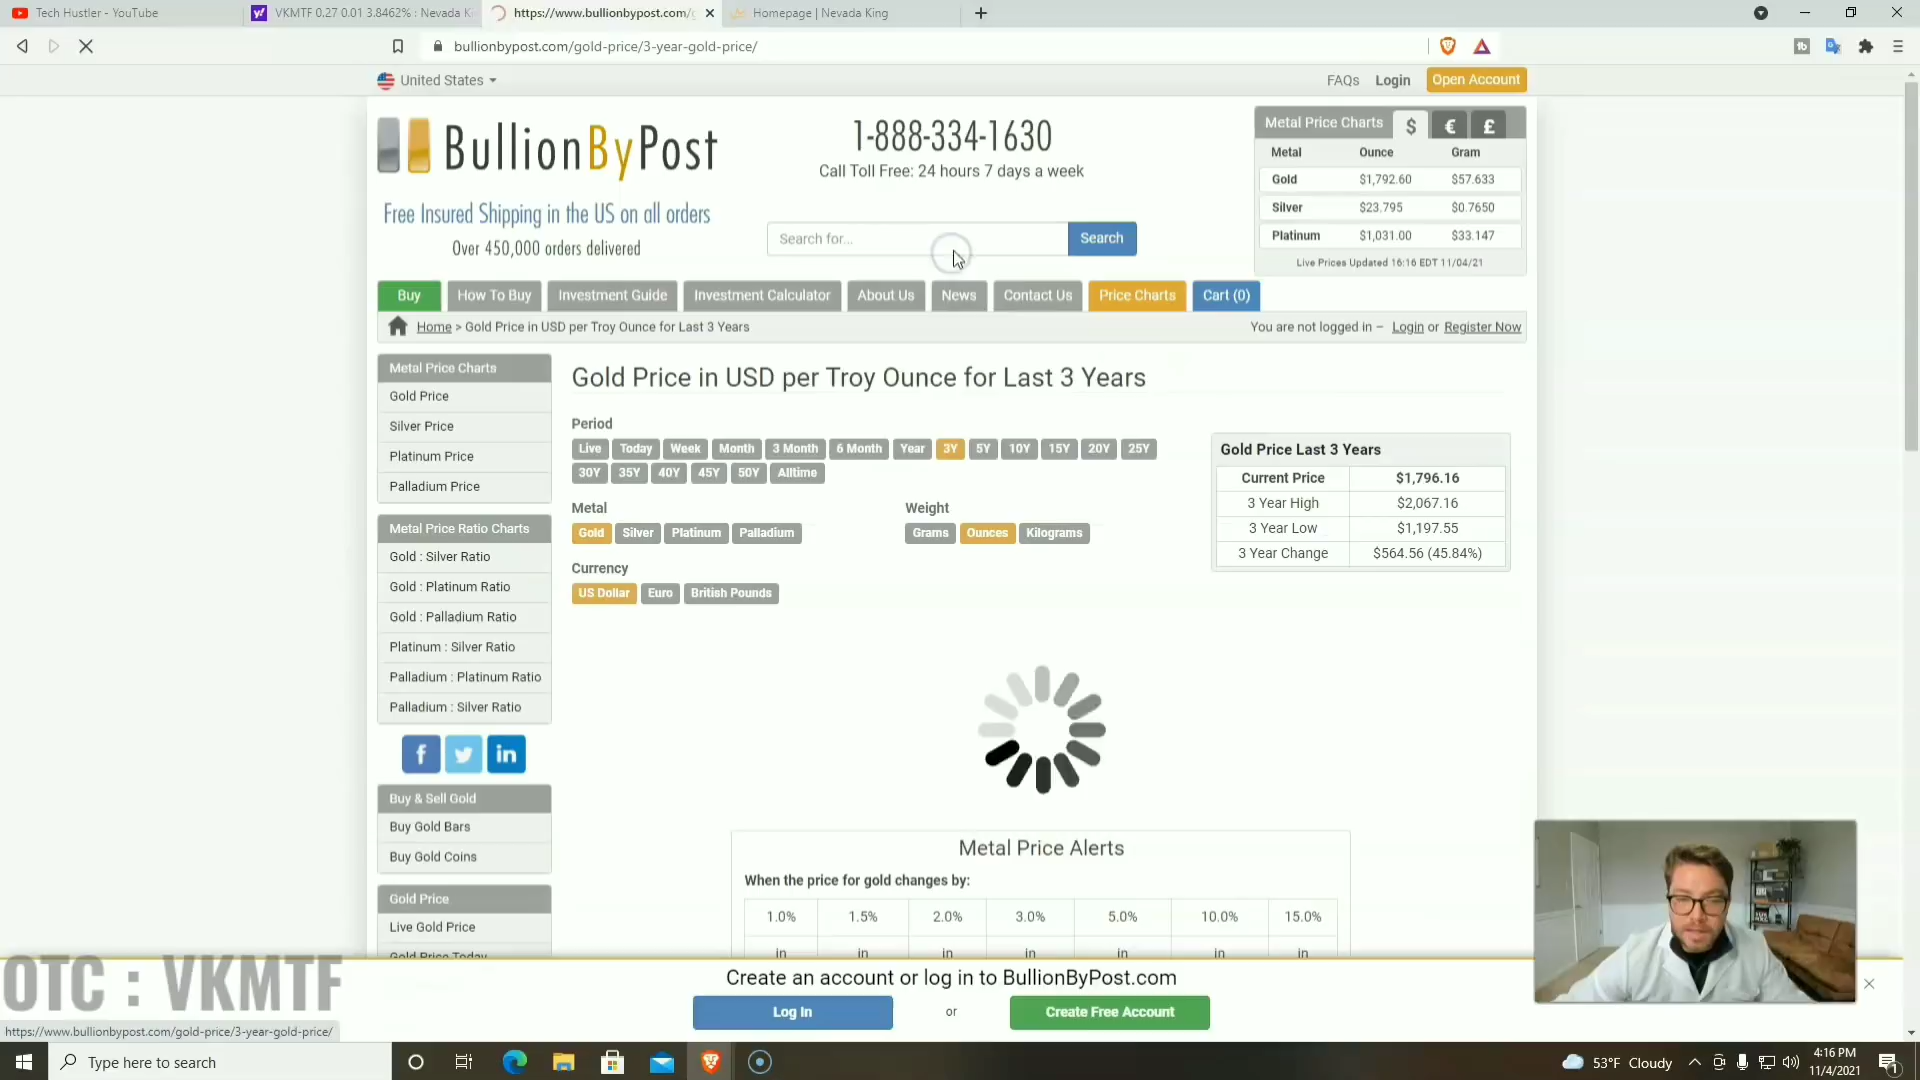 Tech Hustler - YouTube
VKMTF 0.27 0.01 3.8462% : Nevada Ki
https://www.bullionbypost.com/g
Homepage | Nevada King
bullionbypost.com/gold-price/3-year-gold-price/
United States
FAQs Login Open Account
BullionByPost
Free Insured Shipping in the US on all orders
Over 450,000 orders delivered
1-888-334-1630
Call Toll Free: 24 hours 7 days a week
Search for... Search
Metal Price Charts $ € £
Metal Ounce Gram
Gold $1,792.60 $57.633
Silver $23.795 $0.7650
Platinum $1,031.00 $33.147
Live Prices Updated 16:16 EDT 11/04/21
Buy How To Buy Investment Guide Investment Calculator About Us News Contact Us Price Charts Cart (0)
Home > Gold Price in USD per Troy Ounce for Last 3 Years
You are not logged in – Login or Register Now
Metal Price Charts
Gold Price
Silver Price
Platinum Price
Palladium Price
Metal Price Ratio Charts
Gold : Silver Ratio
Gold : Platinum Ratio
Gold : Palladium Ratio
Platinum : Silver Ratio
Palladium : Platinum Ratio
Palladium : Silver Ratio
f in
Buy & Sell Gold
Buy Gold Bars
Buy Gold Coins
Gold Price
Live Gold Price
Gold Price Today
Gold Price in USD per Troy Ounce for Last 3 Years
Period
Live Today Week Month 3 Month 6 Month Year 3Y 5Y 10Y 15Y 20Y 25Y
30Y 35Y 40Y 45Y 50Y Alltime
Metal
Gold Silver Platinum Palladium
Weight
Grams Ounces Kilograms
Currency
US Dollar Euro British Pounds
Gold Price Last 3 Years
Current Price $1,796.16
3 Year High $2,067.16
3 Year Low $1,197.55
3 Year Change $564.56 (45.84%)
Metal Price Alerts
When the price for gold changes by:
1.0% 1.5% 2.0% 3.0% 5.0% 10.0% 15.0%
in in in in in in in
Create an account or log in to BullionByPost.com
Log In or Create Free Account
OTC : VKMTF
https://www.bullionbypost.com/gold-price/3-year-gold-price/
Type here to search
53°F Cloudy
4:16 PM
11/4/2021
1